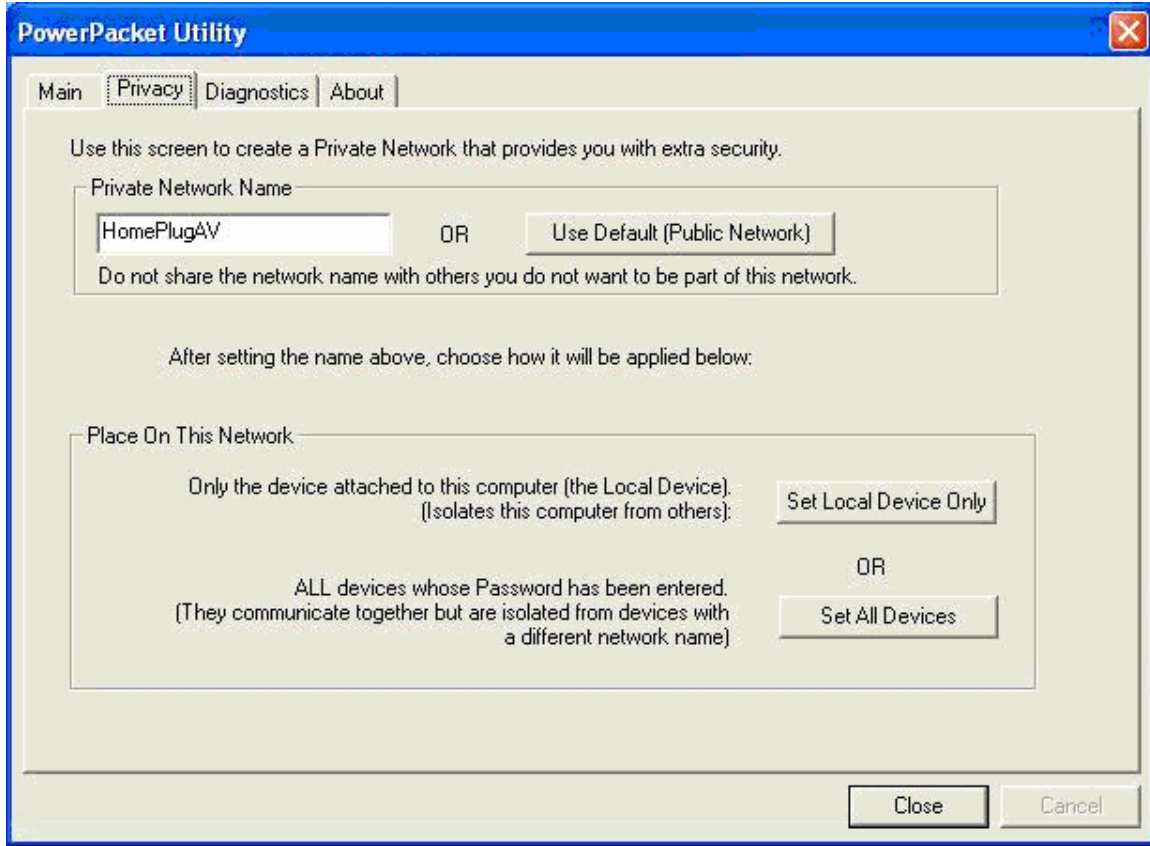 PowerPacket Utility
Main Privacy Diagnostics About
Use this screen to create a Private Network that provides you with extra security.
Private Network Name
HomePlugAV OR Use Default (Public Network)
Do not share the network name with others you do not want to be part of this network.
After setting the name above, choose how it will be applied below:
Place On This Network
Only the device attached to this computer (the Local Device).
(Isolates this computer from others):
Set Local Device Only
OR
ALL devices whose Password has been entered.
(They communicate together but are isolated from devices with
a different network name)
Set All Devices
Close Cancel